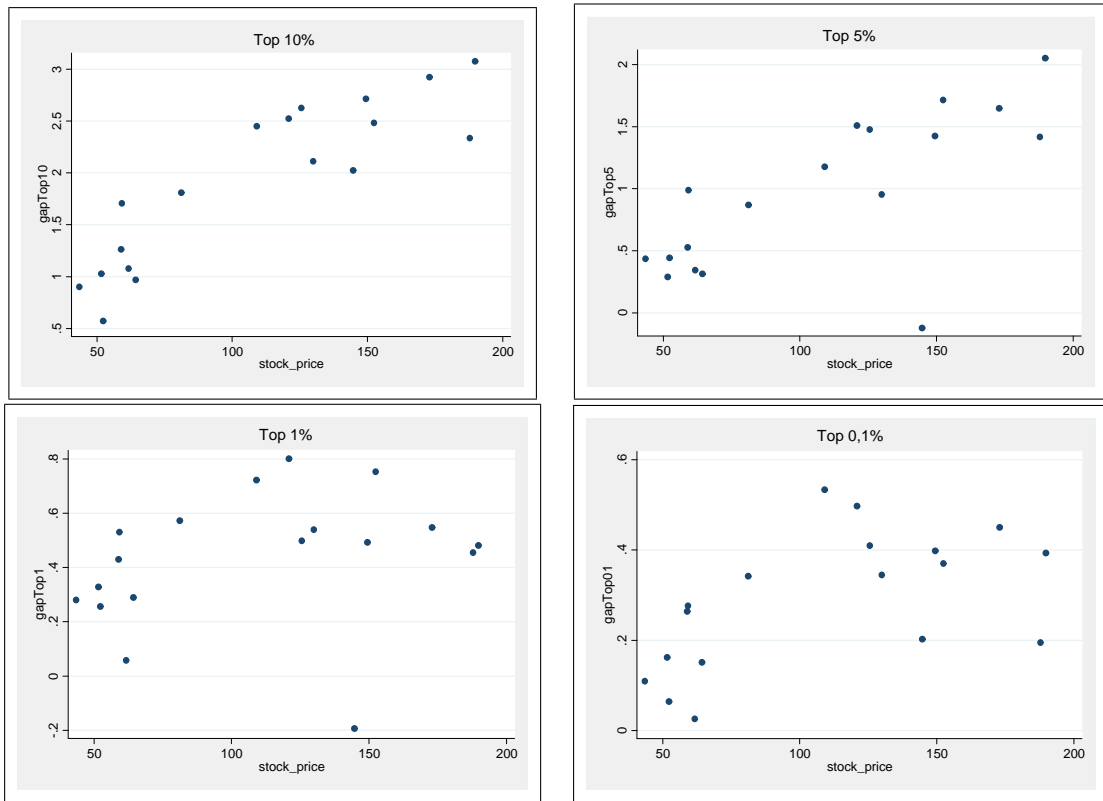 Top 10%
gapTop10
3
2.5
2
1.5
1
.5
50 100 150 200
stock_price
Top 5%
gapTop5
2
1.5
1
.5
0
50 100 150 200
stock_price
Top 1%
gapTop1
.8
.6
.4
.2
0
-.2
50 100 150 200
stock_price
Top 0,1%
gapTop01
.6
.4
.2
0
50 100 150 200
stock_price